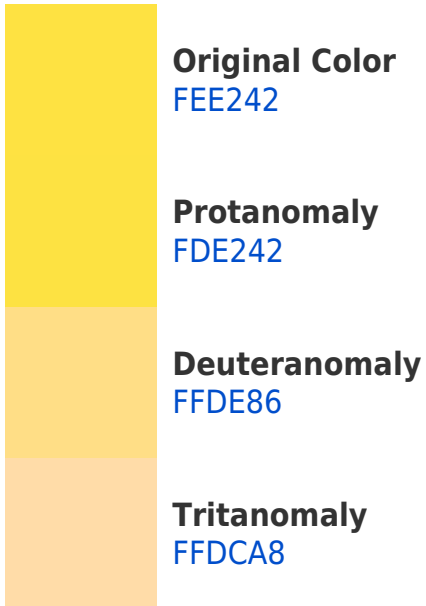 Original Color
FEE242
Protanomaly
FDE242
Deuteranomaly
FFDE86
Tritanomaly
FFDCA8